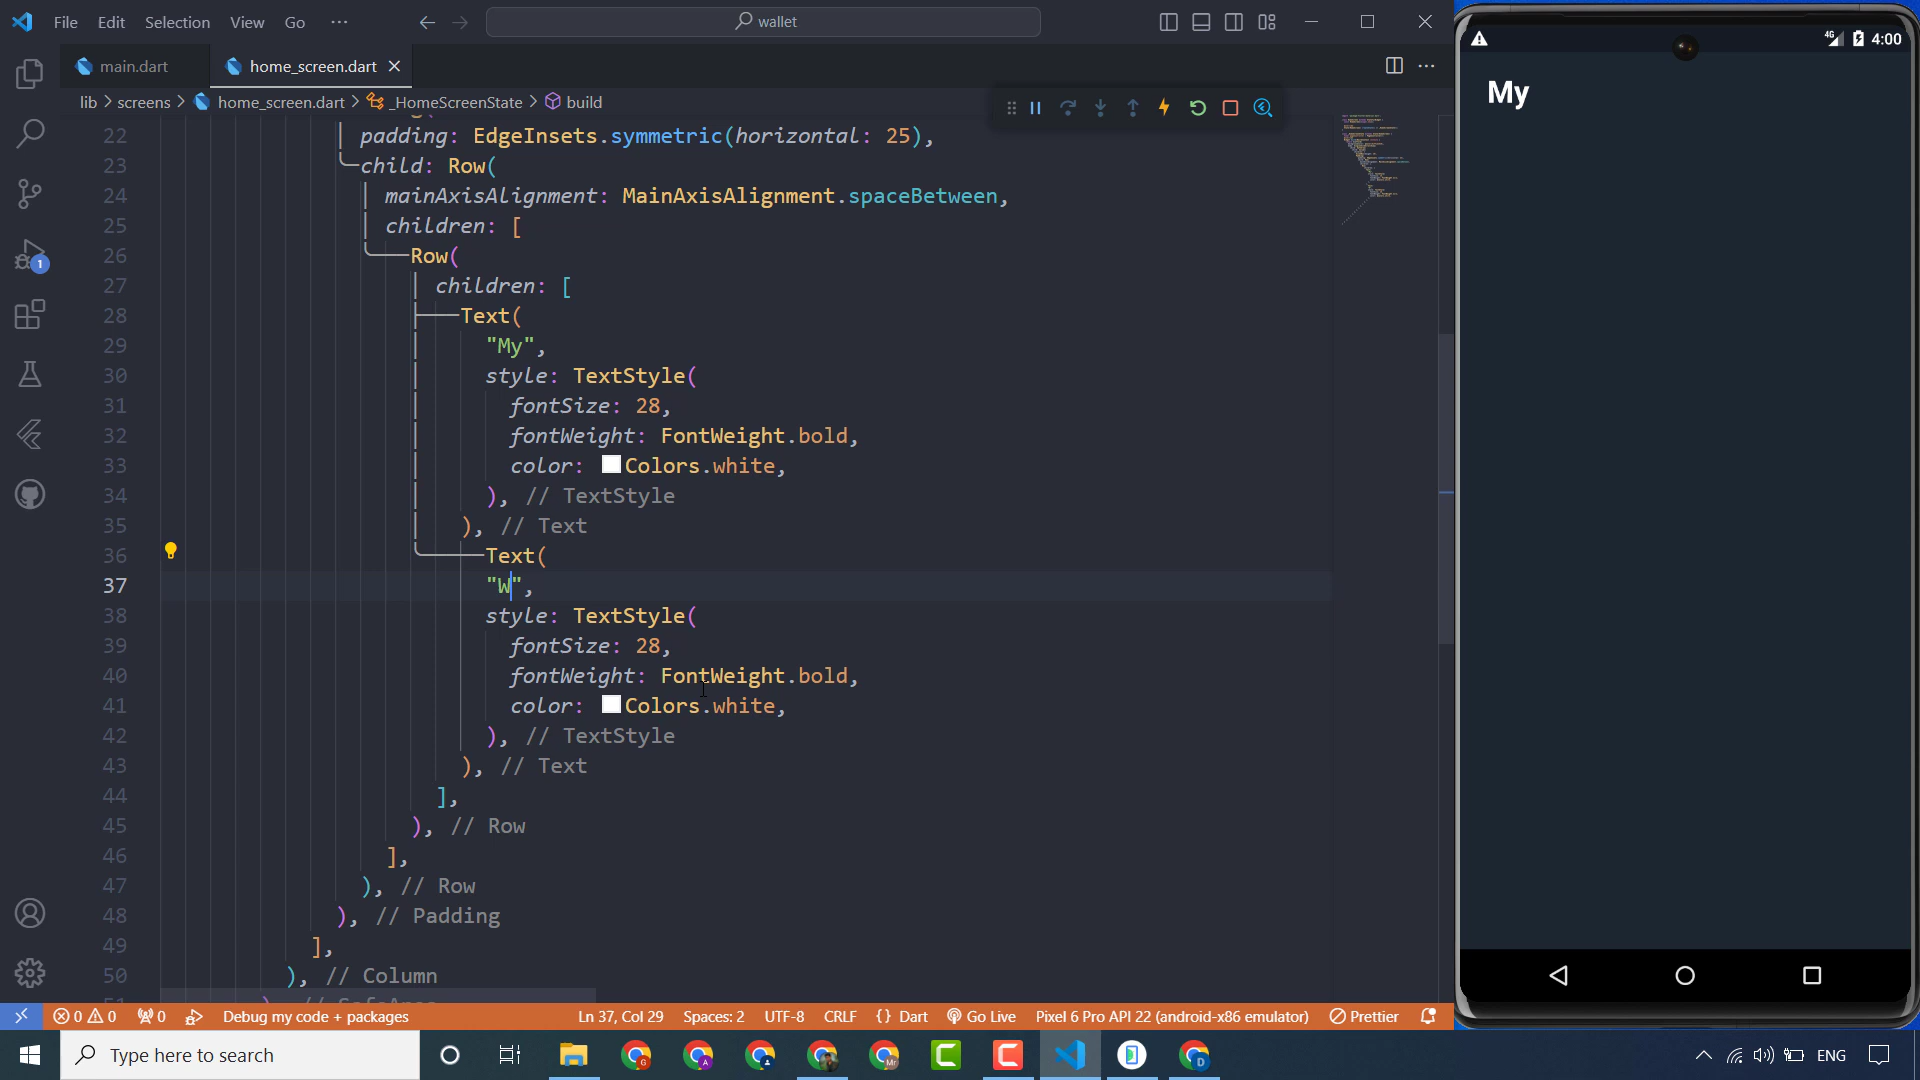 File Edit Selection View Go ···
wallet
main.dart
home_screen.dart
lib > screens > home_screen.dart > _HomeScreenState > build
22 padding: EdgeInsets.symmetric(horizontal: 25),
23 child: Row(
24 mainAxisAlignment: MainAxisAlignment.spaceBetween,
25 children: [
26 Row(
27 children: [
28 Text(
29 "My",
30 style: TextStyle(
31 fontSize: 28,
32 fontWeight: FontWeight.bold,
33 color: Colors.white,
34 ), // TextStyle
35 ), // Text
36 Text(
37 "W",
38 style: TextStyle(
39 fontSize: 28,
40 fontWeight: FontWeight.bold,
41 color: Colors.white,
42 ), // TextStyle
43 ), // Text
44 ],
45 ), // Row
46 ],
47 ), // Row
48 ), // Padding
49 ],
50 ), // Column
51 ), // SafeArea
1
4G 4:00
My
0 0 0 Debug my code + packages Ln 37, Col 29 Spaces: 2 UTF-8 CRLF {} Dart Go Live Pixel 6 Pro API 22 (android-x86 emulator) Prettier
Type here to search
ENG